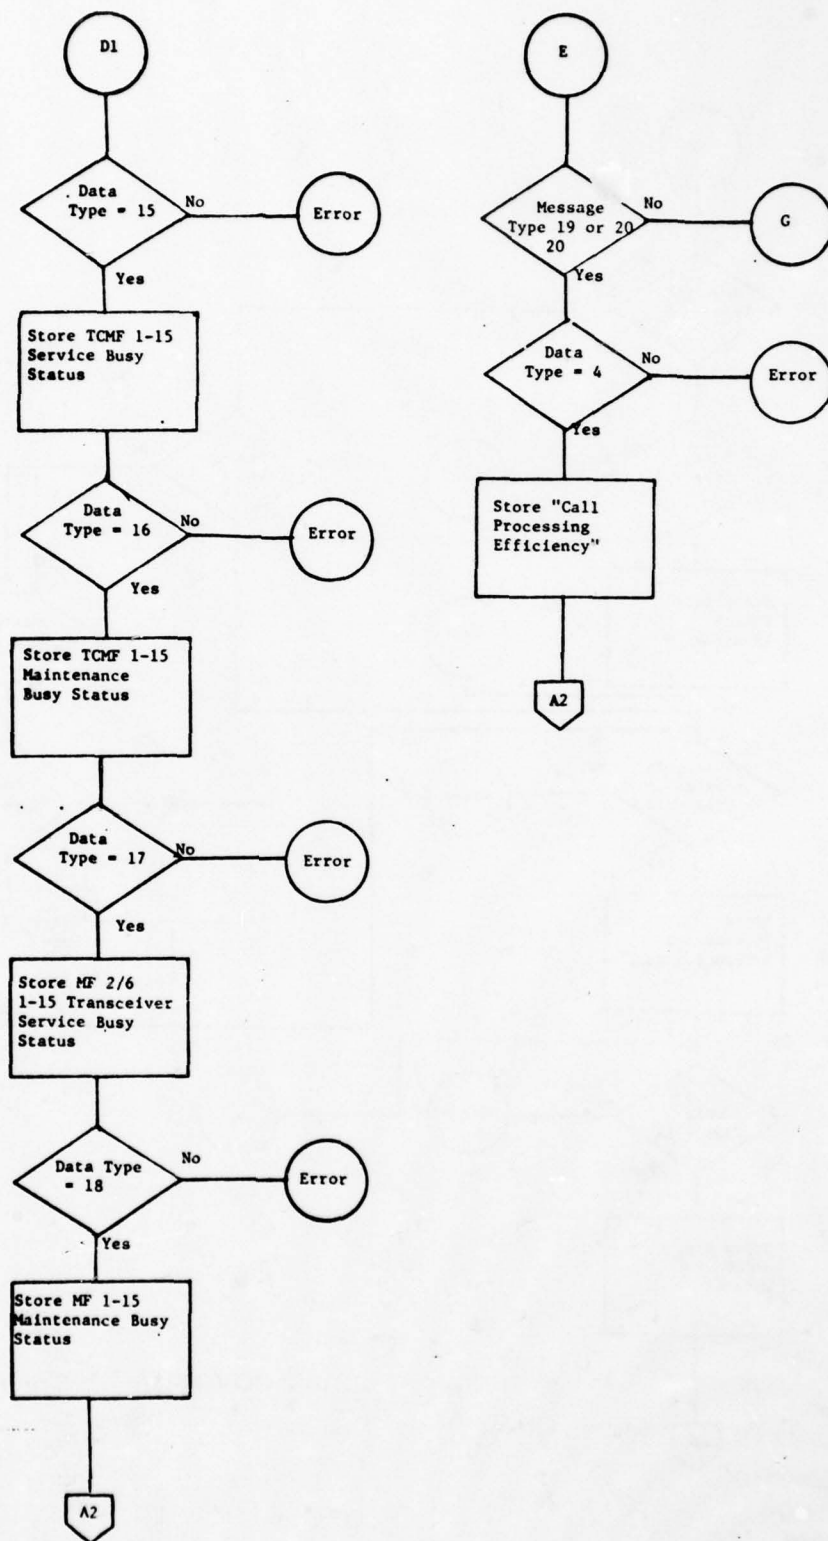 D1
Data
Type = 15
No
Error
Yes
Store TCMF 1-15
Service Busy
Status
Data
Type = 16
No
Error
Yes
Store TCMF 1-15
Maintenance
Busy Status
Data
Type = 17
No
Error
Yes
Store MF 2/6
1-15 Transceiver
Service Busy
Status
Data Type
= 18
No
Error
Yes
Store MF 1-15
Maintenance Busy
Status
A2
E
Message
Type 19 or 20
20
No
G
Yes
Data
Type = 4
No
Error
Yes
Store "Call
Processing
Efficiency"
A2